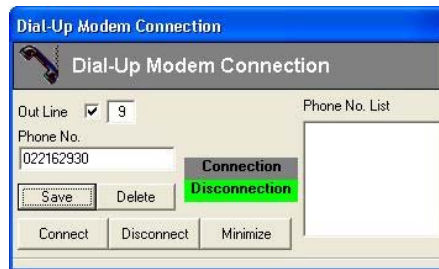 Dial-Up Modem Connection
Dial-Up Modem Connection
Out Line 9
Phone No. List
Phone No.
022162930
Connection
Disconnection
Save Delete
Connect Disconnect Minimize